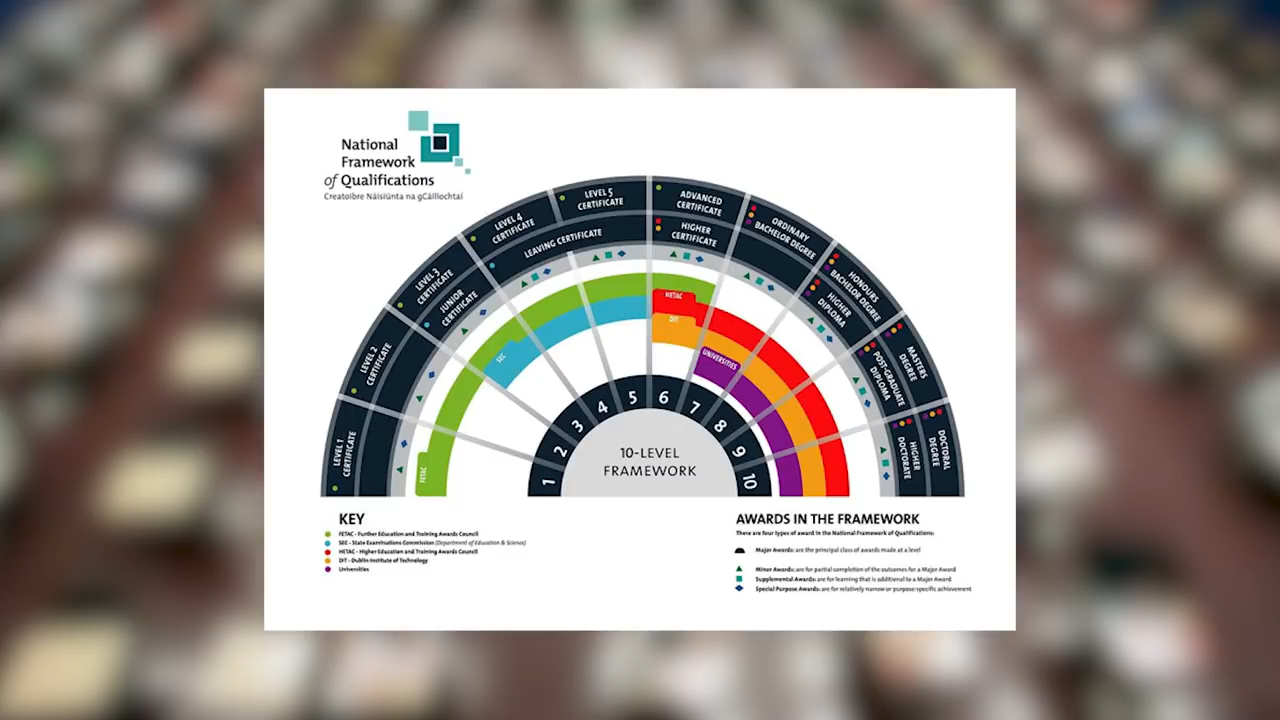 National
Framework
of Qualifications
Creatoibre Náisiúnta na gCáilíochtaí
LEVEL 1
CERTIFICATE
LEVEL 2
CERTIFICATE
LEVEL 3
CERTIFICATE
JUNIOR
CERTIFICATE
LEVEL 4
CERTIFICATE
LEVEL 5
CERTIFICATE
LEAVING CERTIFICATE
ADVANCED
CERTIFICATE
HIGHER
CERTIFICATE
ORDINARY
BACHELOR DEGREE
HONOURS
BACHELOR DEGREE
HIGHER
DIPLOMA
MASTERS
DEGREE
POST-GRADUATE
DIPLOMA
DOCTORAL
DEGREE
HIGHER
DOCTORATE
FETAC
SEC
HETAC
DIT
UNIVERSITIES
1 2 3 4 5 6 7 8 9 10
10-LEVEL
FRAMEWORK
KEY
FETAC - Further Education and Training Awards Council
SEC - State Examinations Commission (Department of Education & Science)
HETAC - Higher Education and Training Awards Council
DIT - Dublin Institute of Technology
Universities
AWARDS IN THE FRAMEWORK
There are four types of award in the National Framework of Qualifications:
Major Awards: are the principal class of awards made at a level
Minor Awards: are for partial completion of the outcomes for a Major Award
Supplemental Awards: are for learning that is additional to a Major Award
Special Purpose Awards: are for relatively narrow or purpose-specific achievement